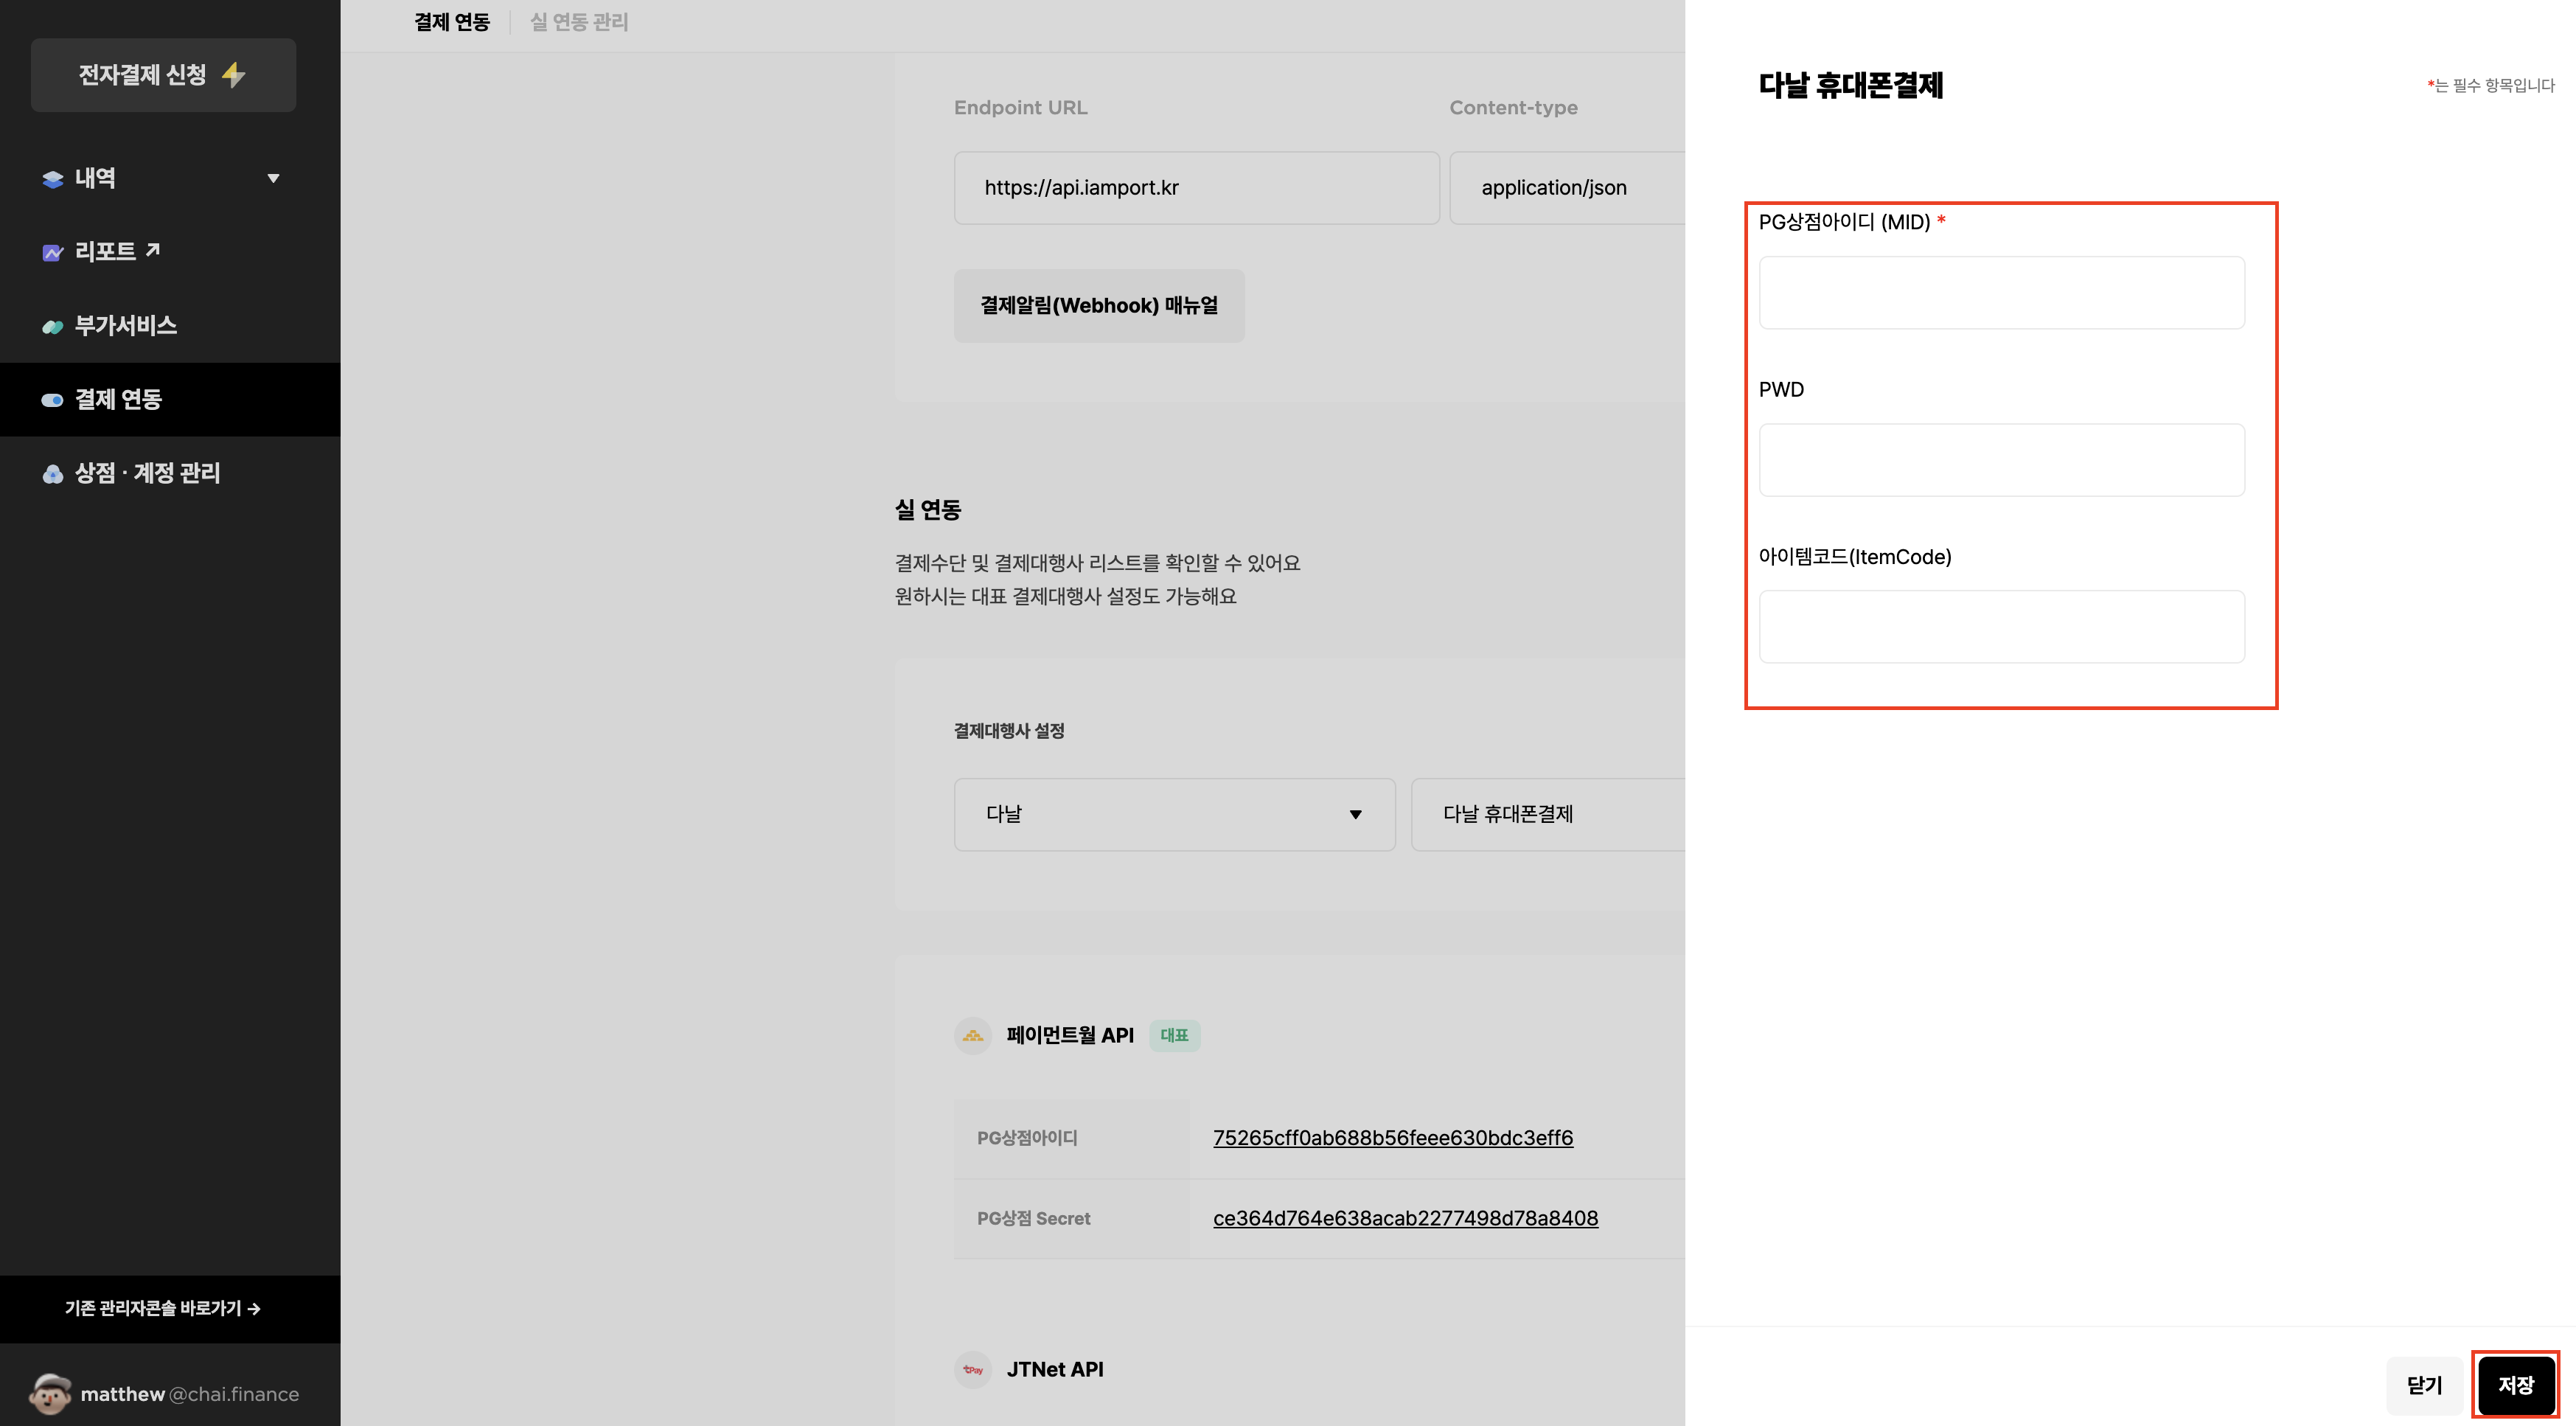 전자결제 신청
내역
리포트
부가서비스
결제 연동
상점 · 계정 관리
기존 관리자콘솔 바로가기 →
matthew @chai.finance
결제 연동
실 연동 관리
Endpoint URL
Content-type
https://api.iamport.kr
application/json
결제알림(Webhook) 매뉴얼
실 연동
결제수단 및 결제대행사 리스트를 확인할 수 있어요
원하시는 대표 결제대행사 설정도 가능해요
결제대행사 설정
다날
다날 휴대폰결제
페이먼트월 API
대표
PG상점아이디
75265cff0ab688b56feee630bdc3eff6
PG상점 Secret
ce364d764e638acab2277498d78a8408
tPay
JTNet API
다날 휴대폰결제
*는 필수 항목입니다
PG상점아이디 (MID) *
PWD
아이템코드(ItemCode)
닫기
저장